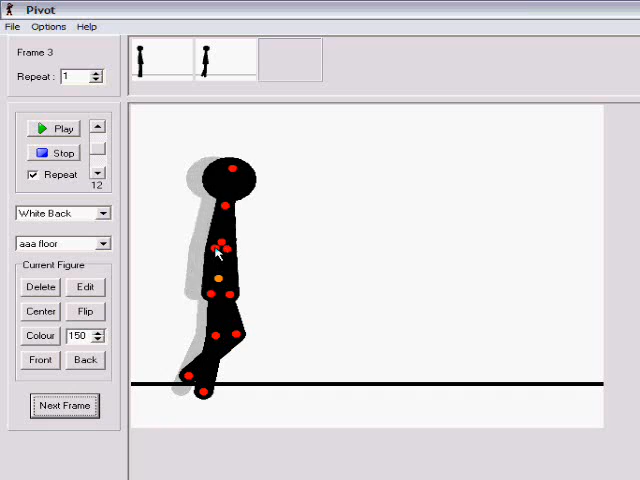 Pivot
File Options Help
Frame 3
Repeat: 1
Play
Stop
Repeat
12
White Back
aaa floor
Current Figure
Delete Edit
Center Flip
Colour 150
Front Back
Next Frame